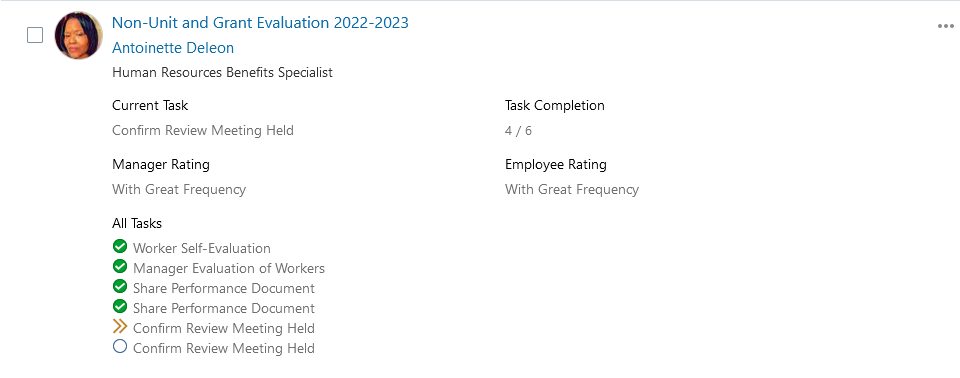 Non-Unit and Grant Evaluation 2022-2023
Antoinette Deleon
Human Resources Benefits Specialist
Current Task
Task Completion
Confirm Review Meeting Held
4 / 6
Manager Rating
Employee Rating
With Great Frequency
With Great Frequency
All Tasks
Worker Self-Evaluation
Manager Evaluation of Workers
Share Performance Document
Share Performance Document
Confirm Review Meeting Held
Confirm Review Meeting Held